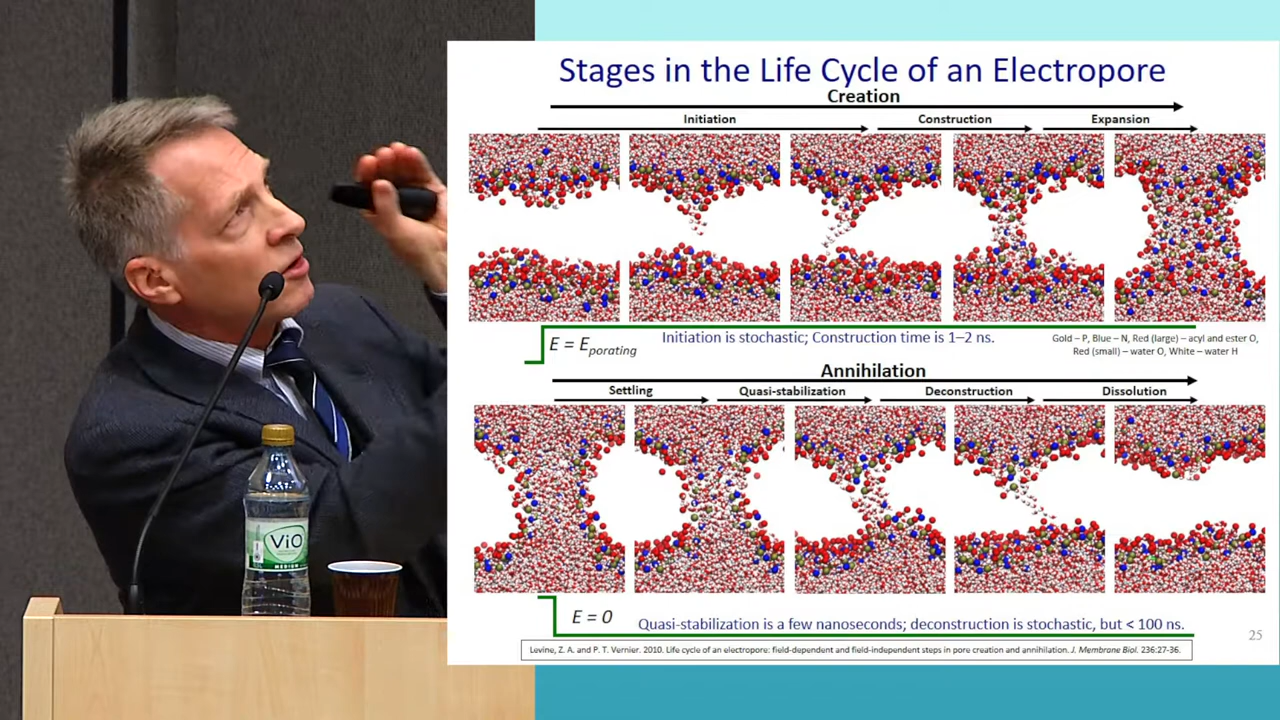 Stages in the Life Cycle of an Electropore
Creation
Initiation
Construction
Expansion
E = Eporating
Initiation is stochastic; Construction time is 1–2 ns.
Gold – P, Blue – N, Red (large) – acyl and ester O,
Red (small) – water O, White – water H
Annihilation
Settling
Quasi-stabilization
Deconstruction
Dissolution
E = 0
Quasi-stabilization is a few nanoseconds; deconstruction is stochastic, but < 100 ns.
25
Levine, Z. A. and P. T. Vernier. 2010. Life cycle of an electropore: field-dependent and field-independent steps in pore creation and annihilation. J. Membrane Biol. 236:27-36.
ViO
MEDIUM